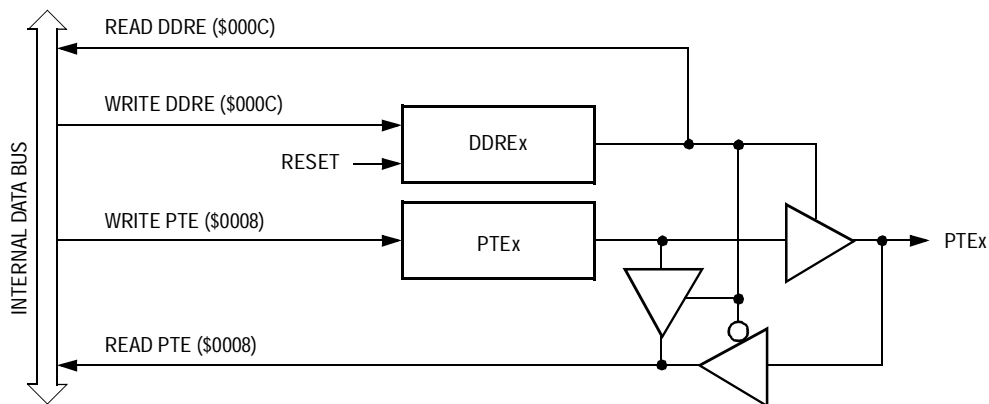 READ DDRE ($000C)
WRITE DDRE ($000C)
DDREx
RESET
WRITE PTE ($0008)
PTEx
PTEx
READ PTE ($0008)
INTERNAL DATA BUS